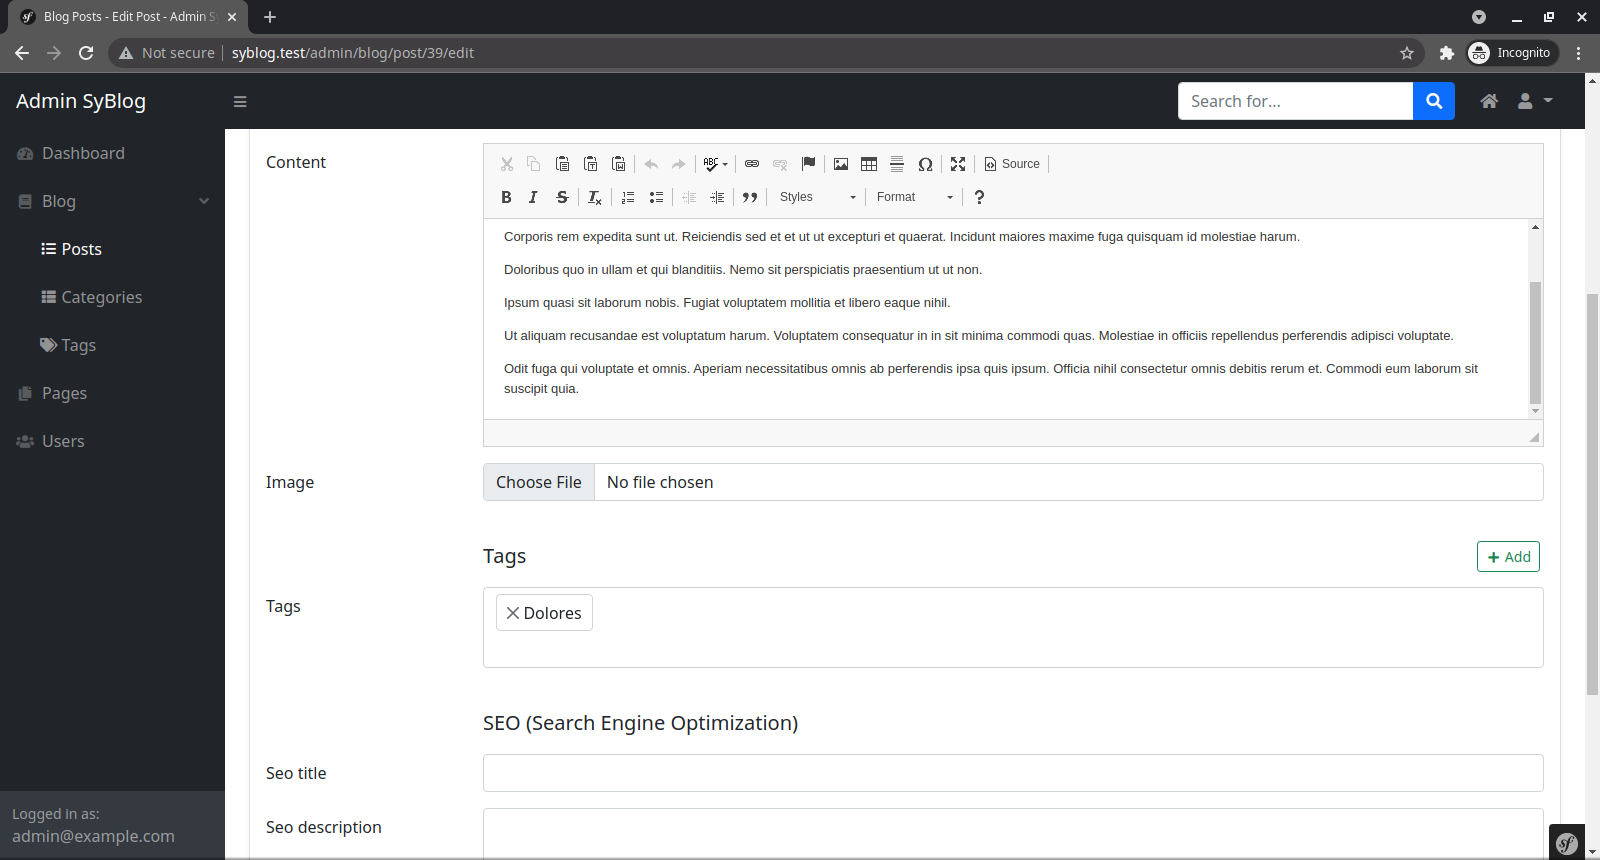 Blog Posts - Edit Post - Admin S
Not secure
syblog.test/admin/blog/post/39/edit
Incognito
Admin SyBlog
Search for...
Dashboard
Blog
Posts
Categories
Tags
Pages
Users
Logged in as:
admin@example.com
Content
ABC
Source
B I S Tx
Styles
Format
?
Corporis rem expedita sunt ut. Reiciendis sed et et ut ut excepturi et quaerat. Incidunt maiores maxime fuga quisquam id molestiae harum.
Doloribus quo in ullam et qui blanditiis. Nemo sit perspiciatis praesentium ut ut non.
Ipsum quasi sit laborum nobis. Fugiat voluptatem mollitia et libero eaque nihil.
Ut aliquam recusandae est voluptatum harum. Voluptatem consequatur in in sit minima commodi quas. Molestiae in officiis repellendus perferendis adipisci voluptate.
Odit fuga qui voluptate et omnis. Aperiam necessitatibus omnis ab perferendis ipsa quis ipsum. Officia nihil consectetur omnis debitis rerum et. Commodi eum laborum sit
suscipit quia.
Image
Choose File
No file chosen
Tags
Add
Tags
Dolores
SEO (Search Engine Optimization)
Seo title
Seo description
sf